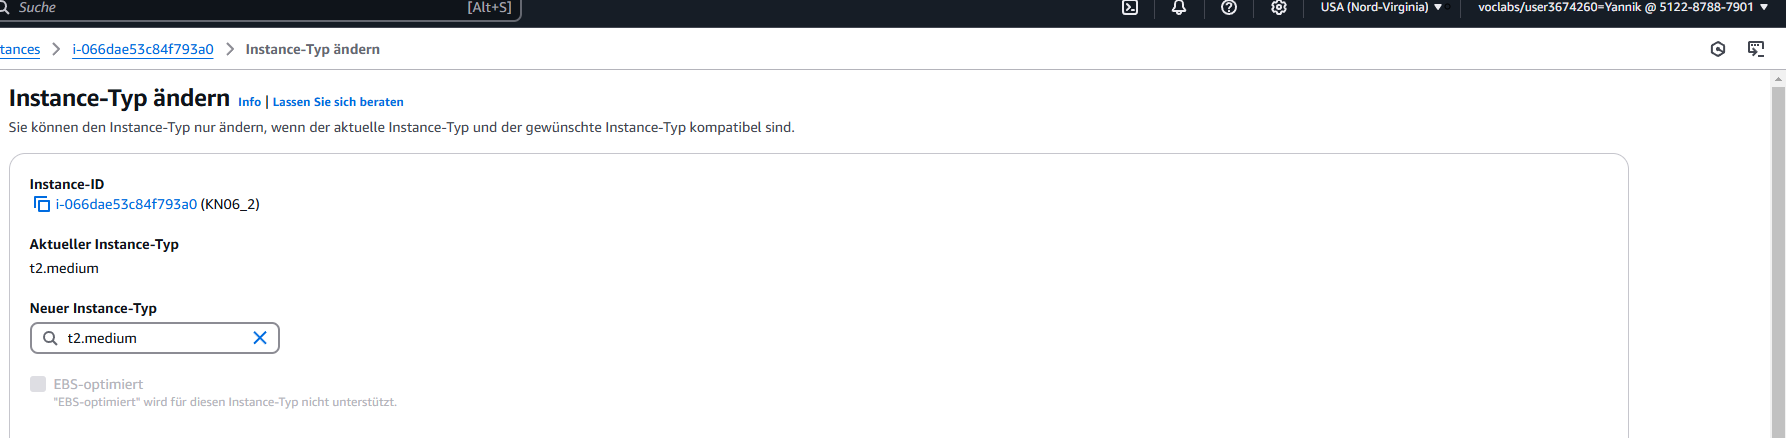 Suche [Alt+S] USA (Nord-Virginia) voclabs/user3674260=Yannik @ 5122-8788-7901
tances > i-066dae53c84f793a0 > Instance-Typ ändern
Instance-Typ ändern Info | Lassen Sie sich beraten
Sie können den Instance-Typ nur ändern, wenn der aktuelle Instance-Typ und der gewünschte Instance-Typ kompatibel sind.
Instance-ID
i-066dae53c84f793a0 (KN06_2)
Aktueller Instance-Typ
t2.medium
Neuer Instance-Typ
t2.medium
EBS-optimiert
"EBS-optimiert" wird für diesen Instance-Typ nicht unterstützt.